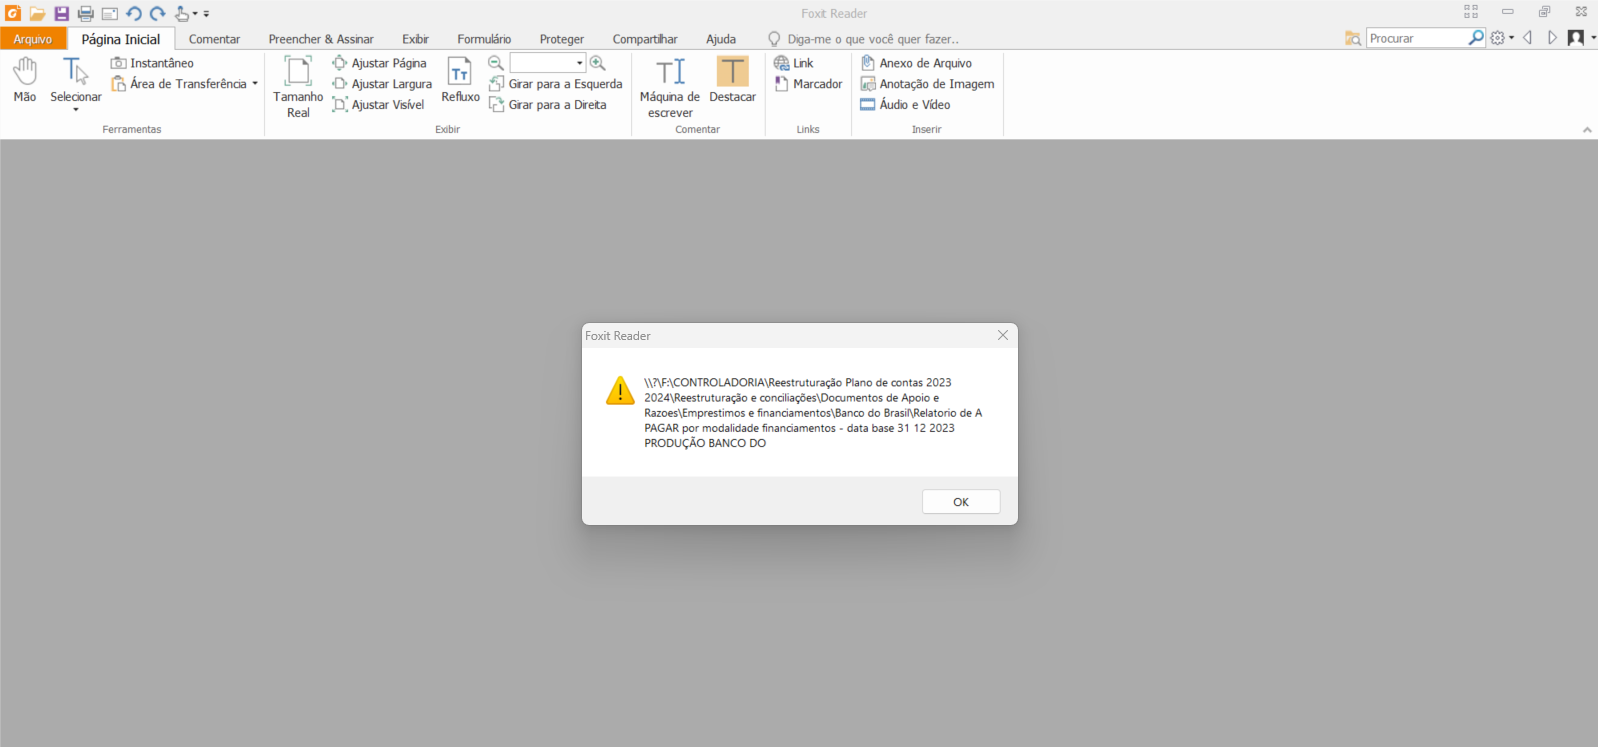 Foxit Reader
Arquivo Página Inicial Comentar Preencher & Assinar Exibir Formulário Proteger Compartilhar Ajuda Diga-me o que você quer fazer.. Procurar
Mão
Selecionar
Instantâneo
Área de Transferência
Ferramentas
Tamanho
Real
Ajustar Página
Ajustar Largura
Ajustar Visível
Refluxo
Girar para a Esquerda
Girar para a Direita
Exibir
Máquina de
escrever
Destacar
Comentar
Link
Marcador
Links
Anexo de Arquivo
Anotação de Imagem
Áudio e Vídeo
Inserir
Foxit Reader
\\?\F:\CONTROLADORIA\Reestruturação Plano de contas 2023
2024\Reestruturação e conciliações\Documentos de Apoio e
Razoes\Emprestimos e financiamentos\Banco do Brasil\Relatorio de A
PAGAR por modalidade financiamentos - data base 31 12 2023
PRODUÇÃO BANCO DO
OK